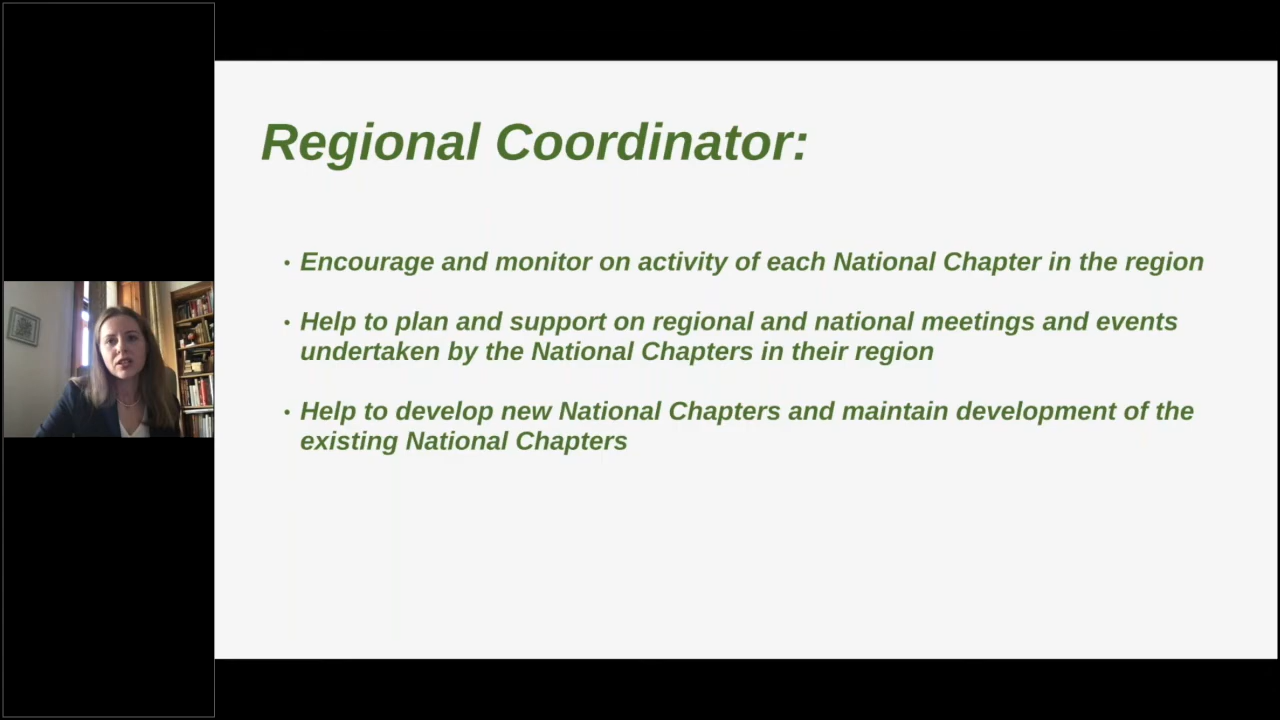 Regional Coordinator:
• Encourage and monitor on activity of each National Chapter in the region
• Help to plan and support on regional and national meetings and events
undertaken by the National Chapters in their region
• Help to develop new National Chapters and maintain development of the
existing National Chapters